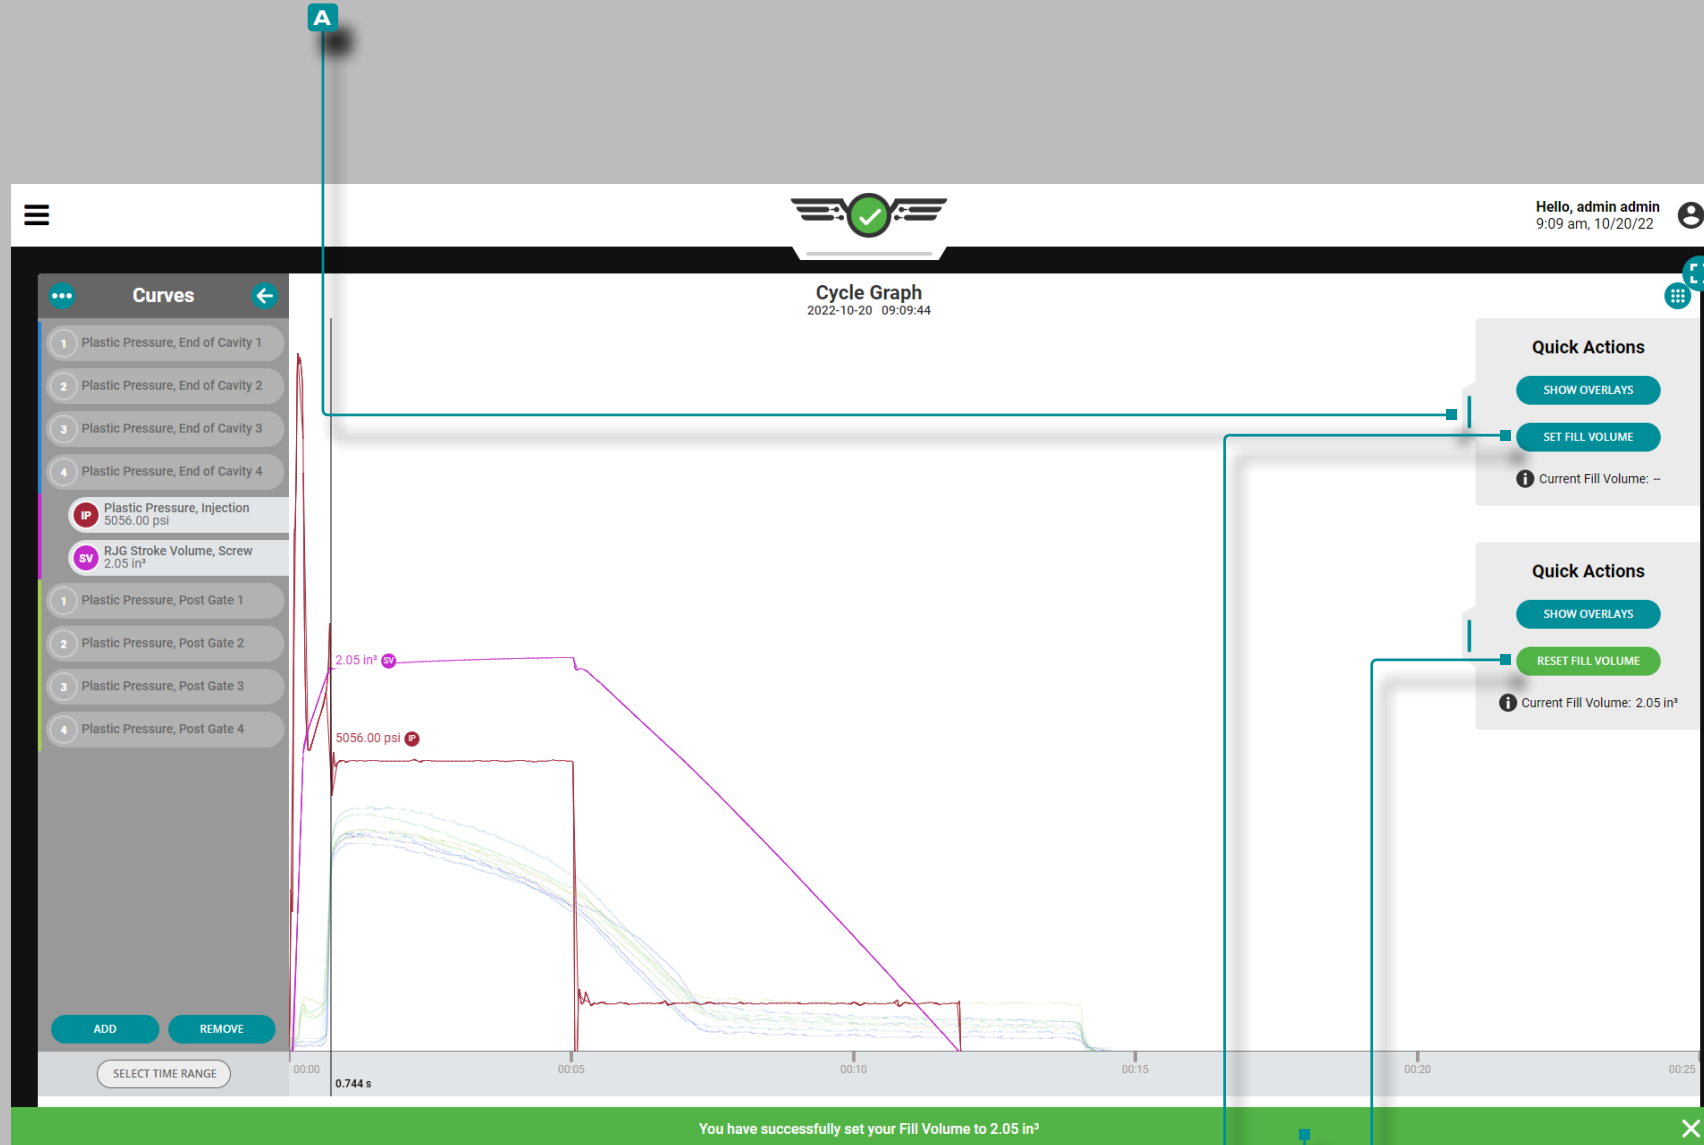 A
Hello, admin admin
9:09 am, 10/20/22
Curves
Cycle Graph
2022-10-20 09:09:44
1 Plastic Pressure, End of Cavity 1
2 Plastic Pressure, End of Cavity 2
3 Plastic Pressure, End of Cavity 3
4 Plastic Pressure, End of Cavity 4
IP Plastic Pressure, Injection
5056.00 psi
SV RJG Stroke Volume, Screw
2.05 in³
1 Plastic Pressure, Post Gate 1
2 Plastic Pressure, Post Gate 2
3 Plastic Pressure, Post Gate 3
4 Plastic Pressure, Post Gate 4
ADD REMOVE
SELECT TIME RANGE
2.05 in³ SV
5056.00 psi IP
00:00 00:05 00:10 00:15 00:20 00:25
0.744 s
Quick Actions
SHOW OVERLAYS
SET FILL VOLUME
i Current Fill Volume: --
Quick Actions
SHOW OVERLAYS
RESET FILL VOLUME
i Current Fill Volume: 2.05 in³
You have successfully set your Fill Volume to 2.05 in³